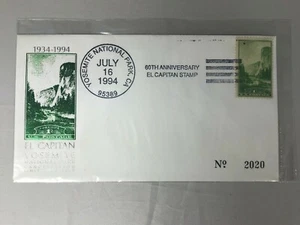 1934-1994
EL CAPITAN
YOSEMITE
YOSEMITE NATIONAL PARK, CA
JULY
16
1994
95389
60TH ANNIVERSARY
EL CAPITAN STAMP
Nº 2020